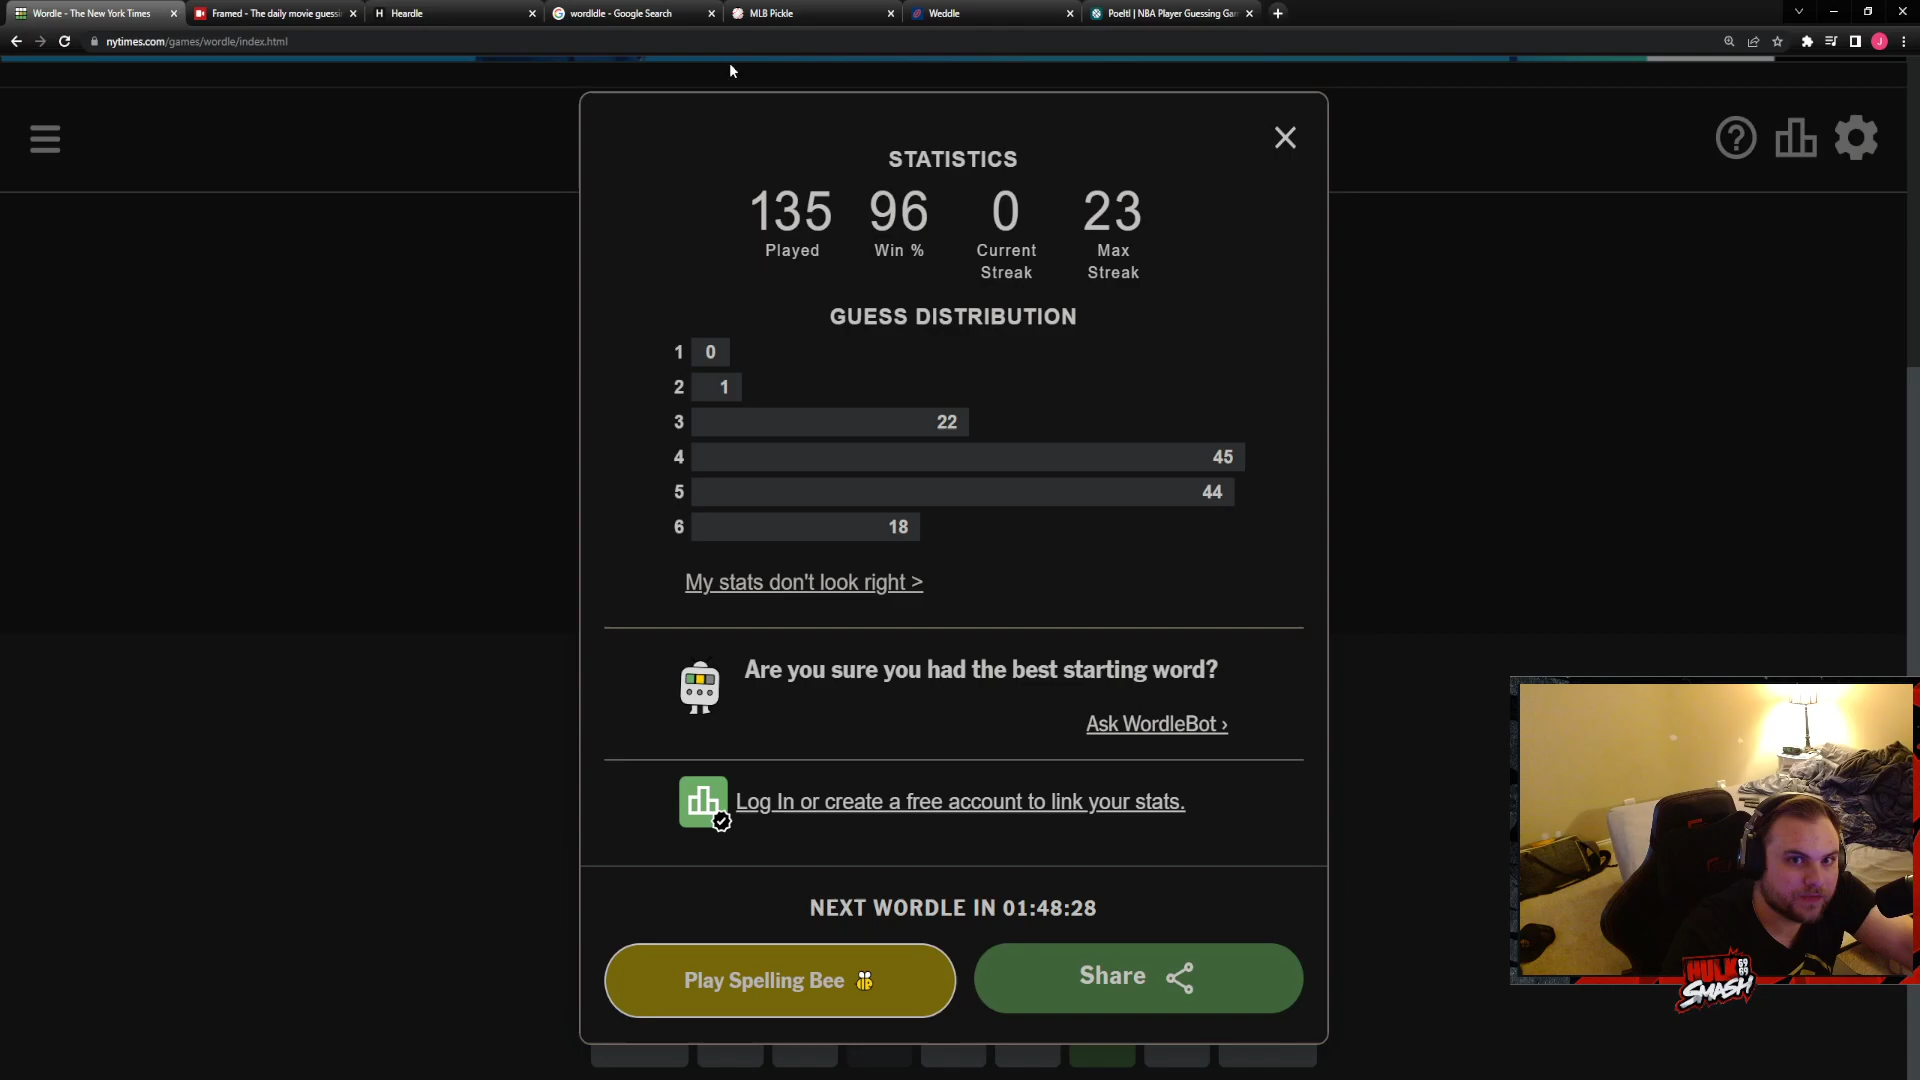 Wordle - The New York Times
Framed - The daily movie guessi
Heardle
wordldle - Google Search
MLB Pickle
Weddle
Poeltl | NBA Player Guessing Gam
nytimes.com/games/wordle/index.html
STATISTICS
135 96 0 23
Played Win % Current Streak Max Streak
GUESS DISTRIBUTION
1 0
2 1
3 22
4 45
5 44
6 18
My stats don't look right >
Are you sure you had the best starting word?
Ask WordleBot ›
Log In or create a free account to link your stats.
NEXT WORDLE IN 01:48:28
Play Spelling Bee
Share
HULK
6969
SMASH